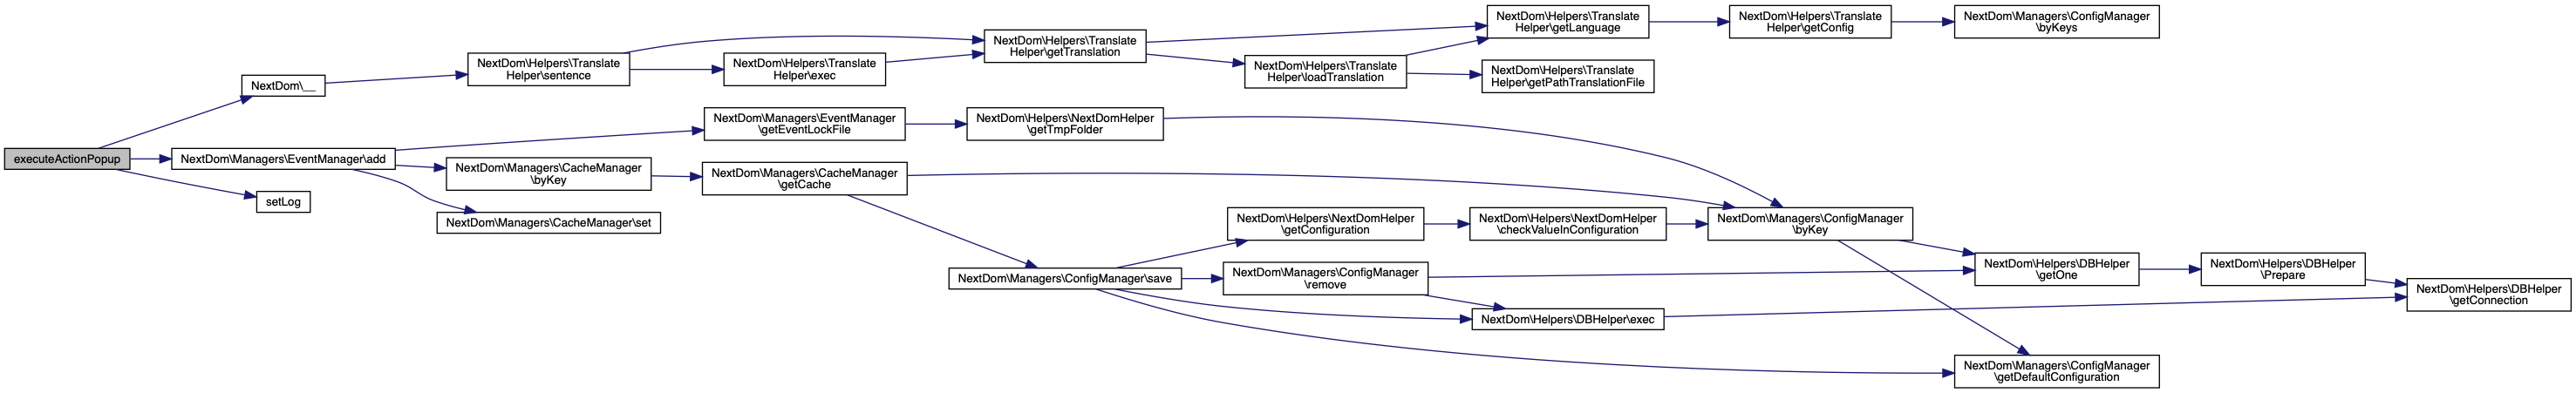 executeActionPopup
NextDom\__
NextDom\Managers\EventManager\add
setLog
NextDom\Helpers\Translate
Helper\sentence
NextDom\Helpers\Translate
Helper\exec
NextDom\Helpers\Translate
Helper\getTranslation
NextDom\Helpers\Translate
Helper\getLanguage
NextDom\Helpers\Translate
Helper\getConfig
NextDom\Managers\ConfigManager
\byKeys
NextDom\Helpers\Translate
Helper\loadTranslation
NextDom\Helpers\Translate
Helper\getPathTranslationFile
NextDom\Managers\EventManager
\getEventLockFile
NextDom\Helpers\NextDomHelper
\getTmpFolder
NextDom\Managers\CacheManager
\byKey
NextDom\Managers\CacheManager
\getCache
NextDom\Managers\CacheManager\set
NextDom\Managers\ConfigManager\save
NextDom\Helpers\NextDomHelper
\getConfiguration
NextDom\Helpers\NextDomHelper
\checkValueInConfiguration
NextDom\Managers\ConfigManager
\byKey
NextDom\Managers\ConfigManager
\remove
NextDom\Helpers\DBHelper\exec
NextDom\Helpers\DBHelper
\getOne
NextDom\Helpers\DBHelper
\Prepare
NextDom\Helpers\DBHelper
\getConnection
NextDom\Managers\ConfigManager
\getDefaultConfiguration